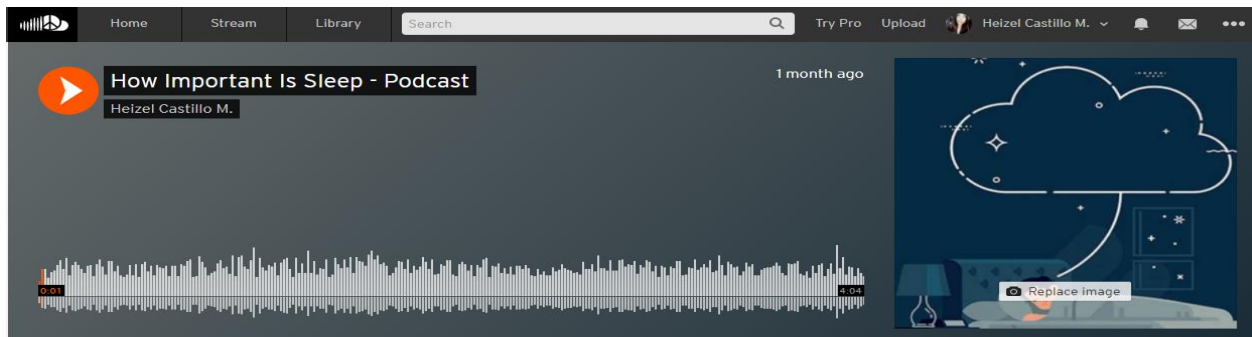 Home Stream Library Search Try Pro Upload Heizel Castillo M.
How Important Is Sleep - Podcast
1 month ago
Heizel Castillo M.
0:01
4:04
Replace image